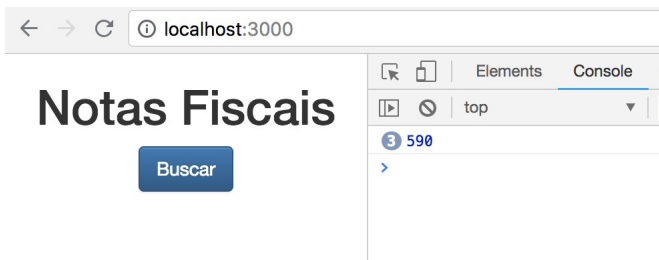 localhost:3000
Elements Console
top
Notas Fiscais
Buscar
3 590